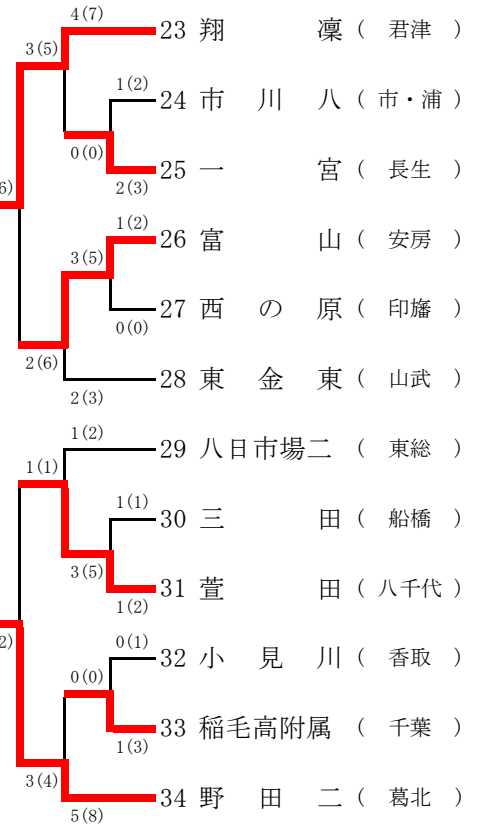 4(7)
23 翔 凜 ( 君津 )
3(5)
1(2)
24 市 川 八 ( 市・浦 )
0(0)
25 一 宮 ( 長生 )
2(3)
1(2)
26 富 山 ( 安房 )
3(5)
27 西 の 原 ( 印旛 )
0(0)
2(6)
28 東 金 東 ( 山武 )
2(3)
1(2)
29 八日市場二 ( 東総 )
1(1)
1(1)
30 三 田 ( 船橋 )
3(5)
31 萱 田 ( 八千代 )
1(2)
0(1)
32 小 見 川 ( 香取 )
0(0)
33 稲毛高附属 ( 千葉 )
1(3)
3(4)
34 野 田 二 ( 葛北 )
5(8)